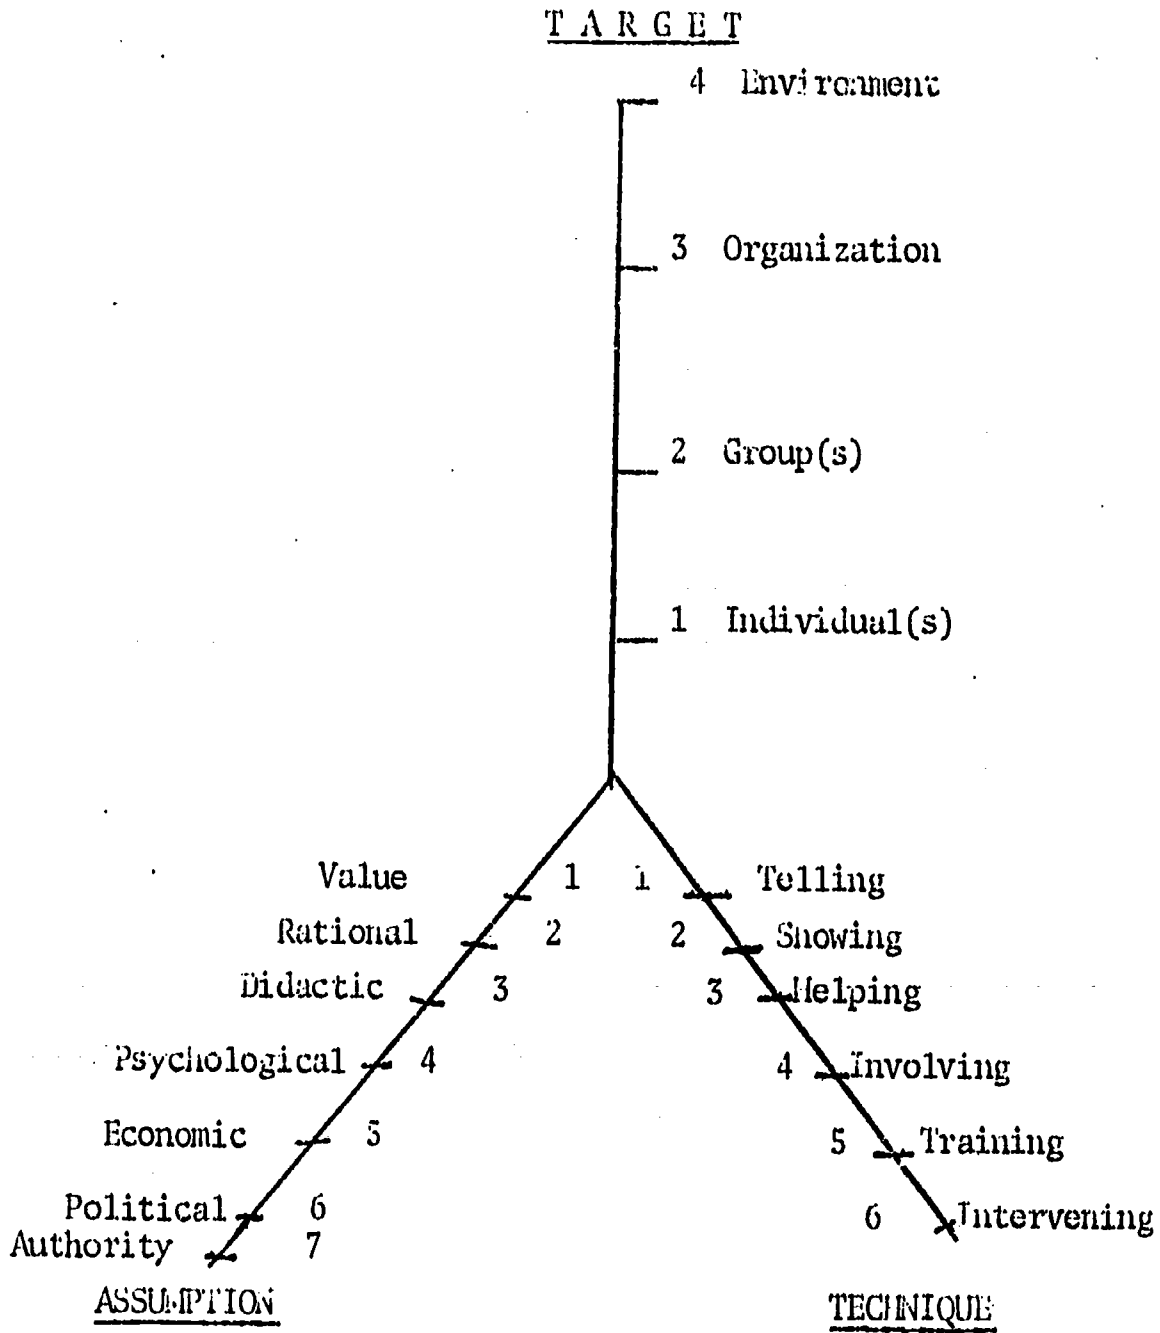 T A R G E T
4 Environment
3 Organization
2 Group(s)
1 Individual(s)
Value 1 1 Telling
Rational 2 2 Showing
Didactic 3 3 Helping
Psychological 4 4 Involving
Economic 5 5 Training
Political 6 6 Intervening
Authority 7
ASSUMPTION TECHNIQUE